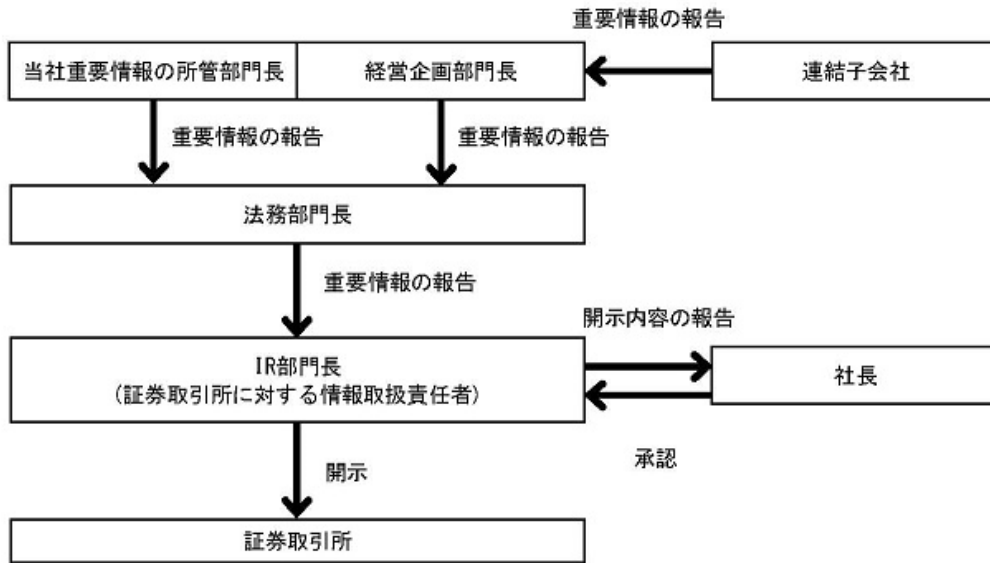 重要情報の報告
当社重要情報の所管部門長
経営企画部門長
連結子会社
重要情報の報告
重要情報の報告
法務部門長
重要情報の報告
開示内容の報告
IR部門長
(証券取引所に対する情報取扱責任者)
社長
承認
開示
証券取引所